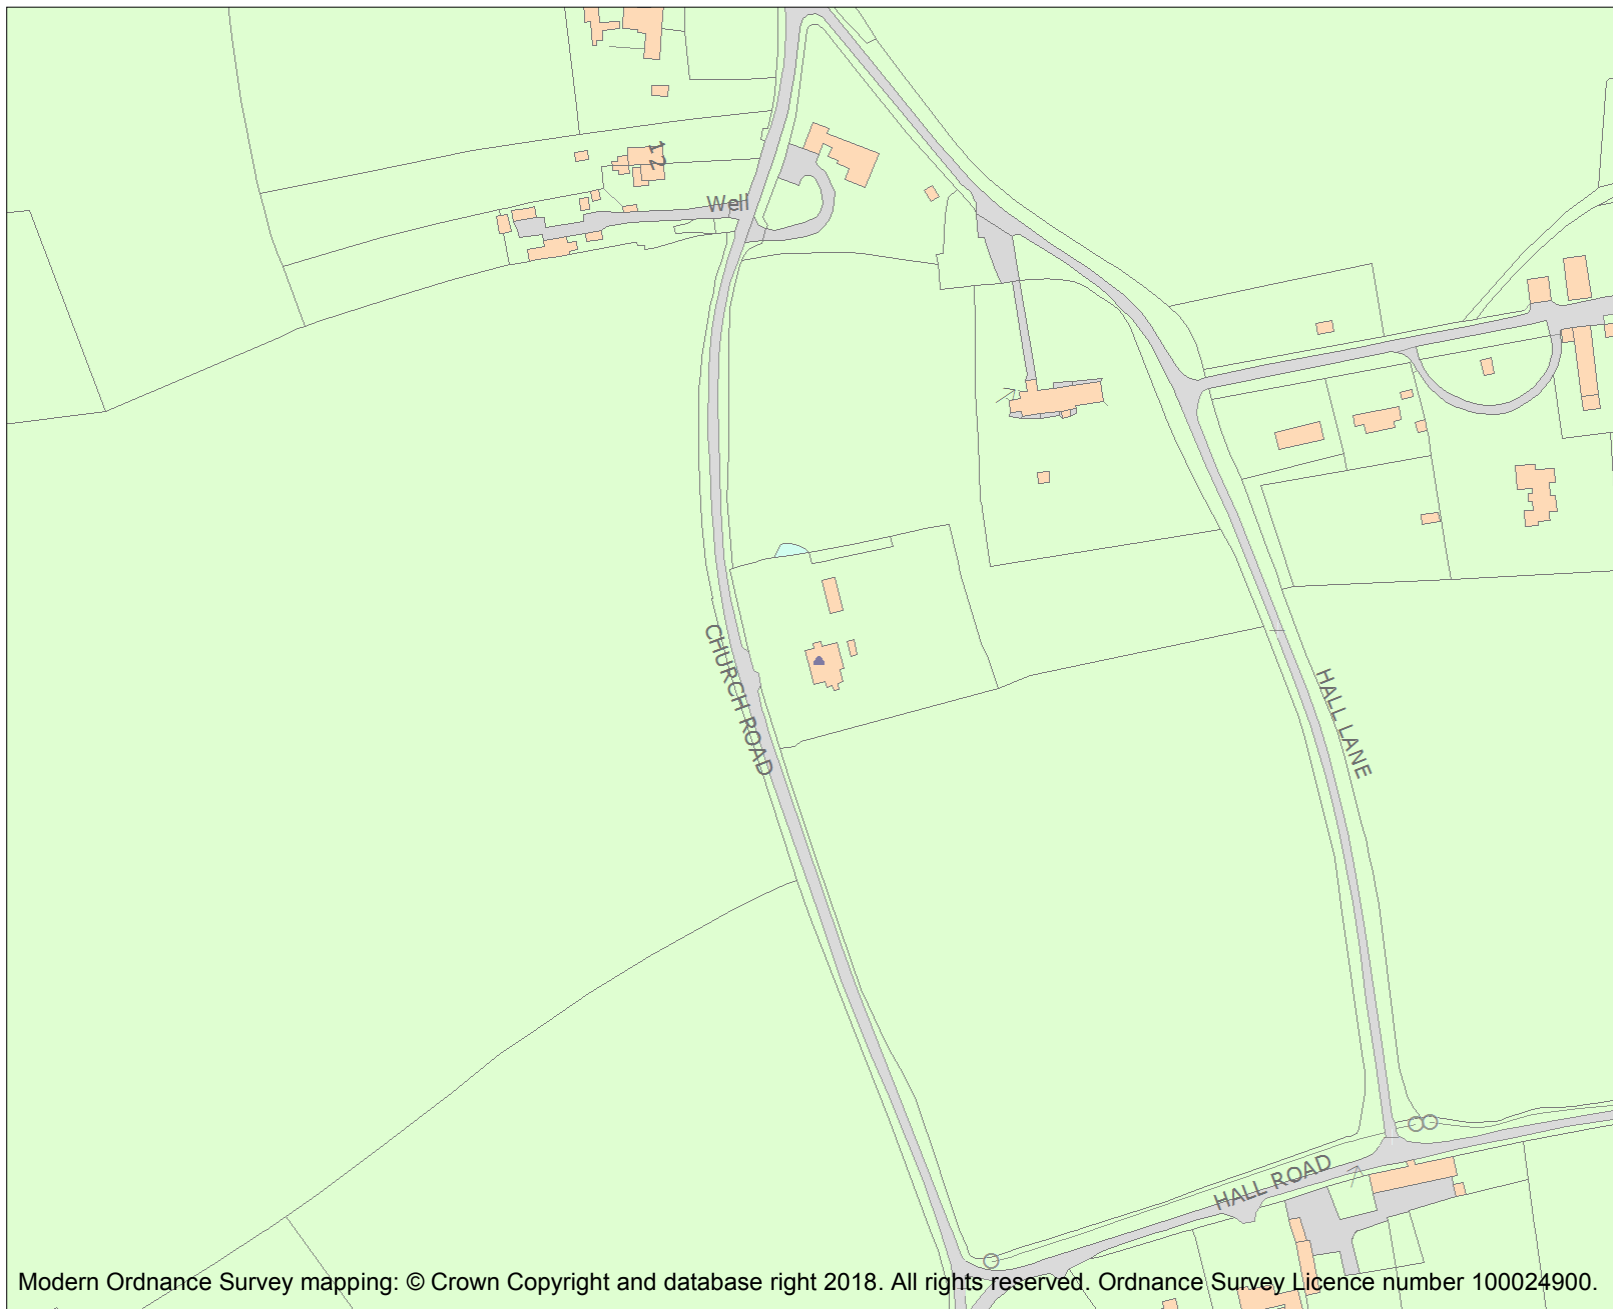 12
Well
CHURCH ROAD
HALL LANE
HALL ROAD
Modern Ordnance Survey mapping: © Crown Copyright and database right 2018. All rights reserved. Ordnance Survey Licence number 100024900.